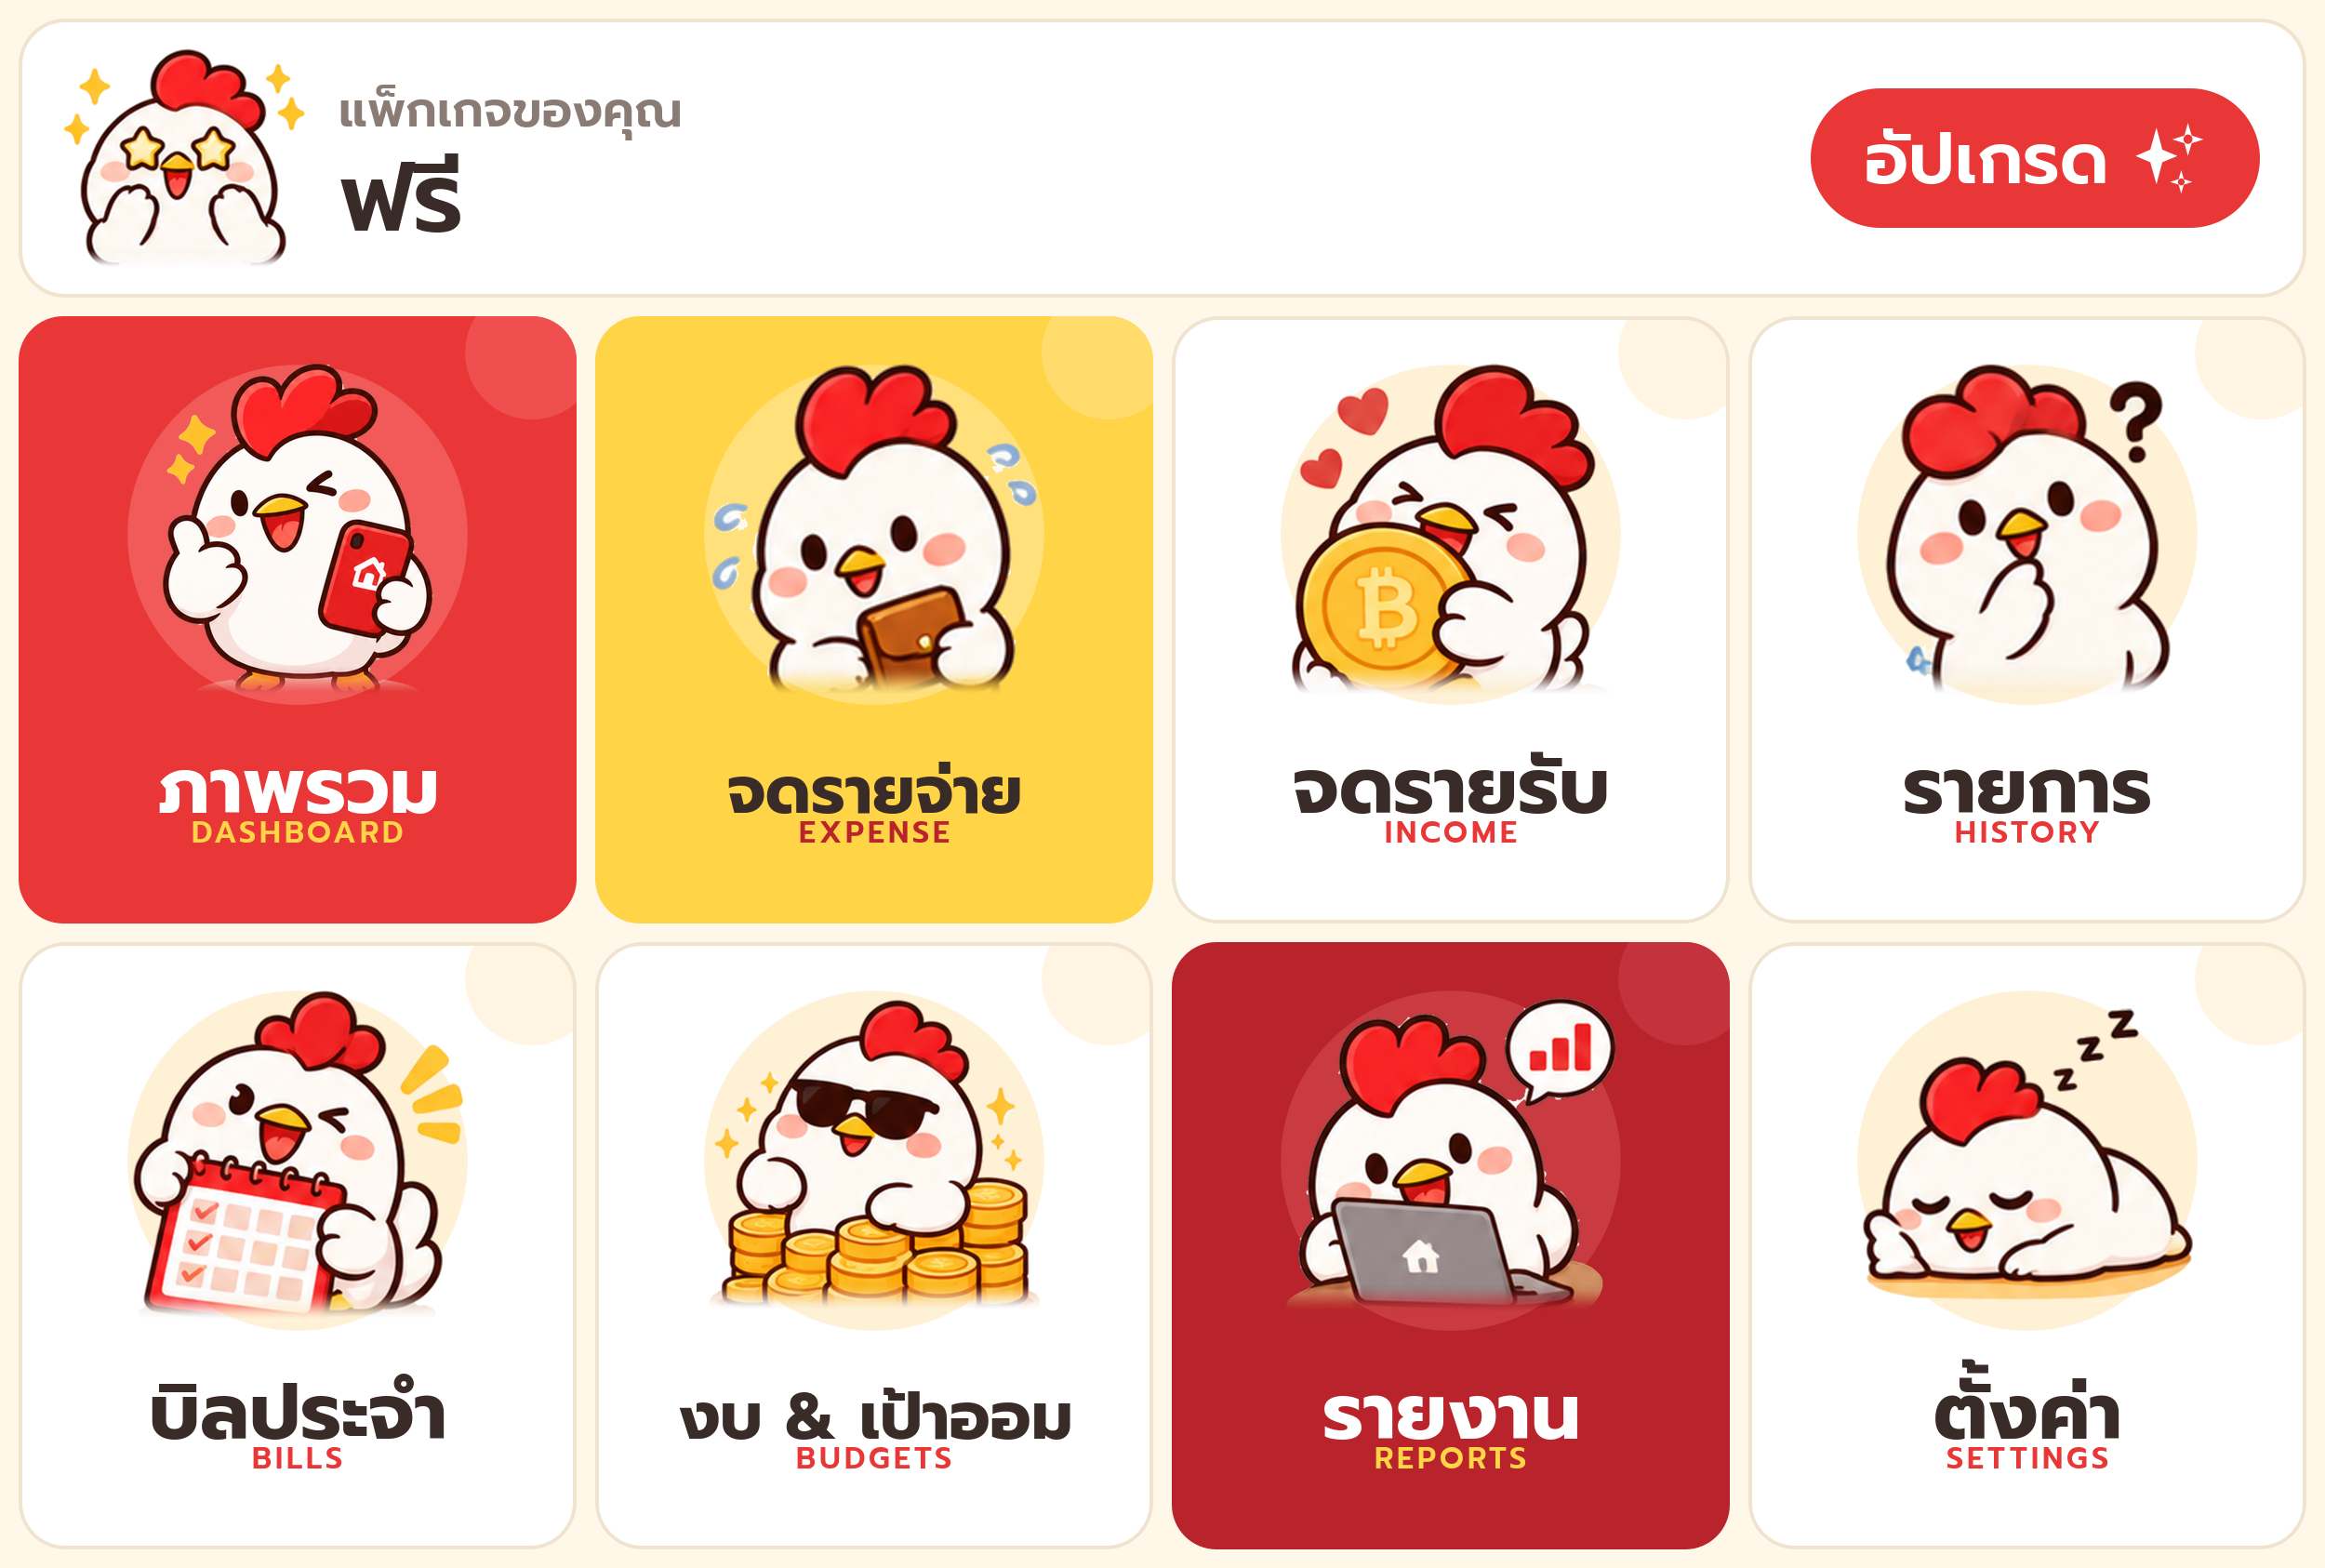 แพ็กเกจของคุณ
ฟรี
อัปเกรด
ภาพรวม
DASHBOARD
จดรายจ่าย
EXPENSE
จดรายรับ
INCOME
?
รายการ
HISTORY
บิลประจำ
BILLS
งบ & เป้าออม
BUDGETS
รายงาน
REPORTS
z z z
ตั้งค่า
SETTINGS